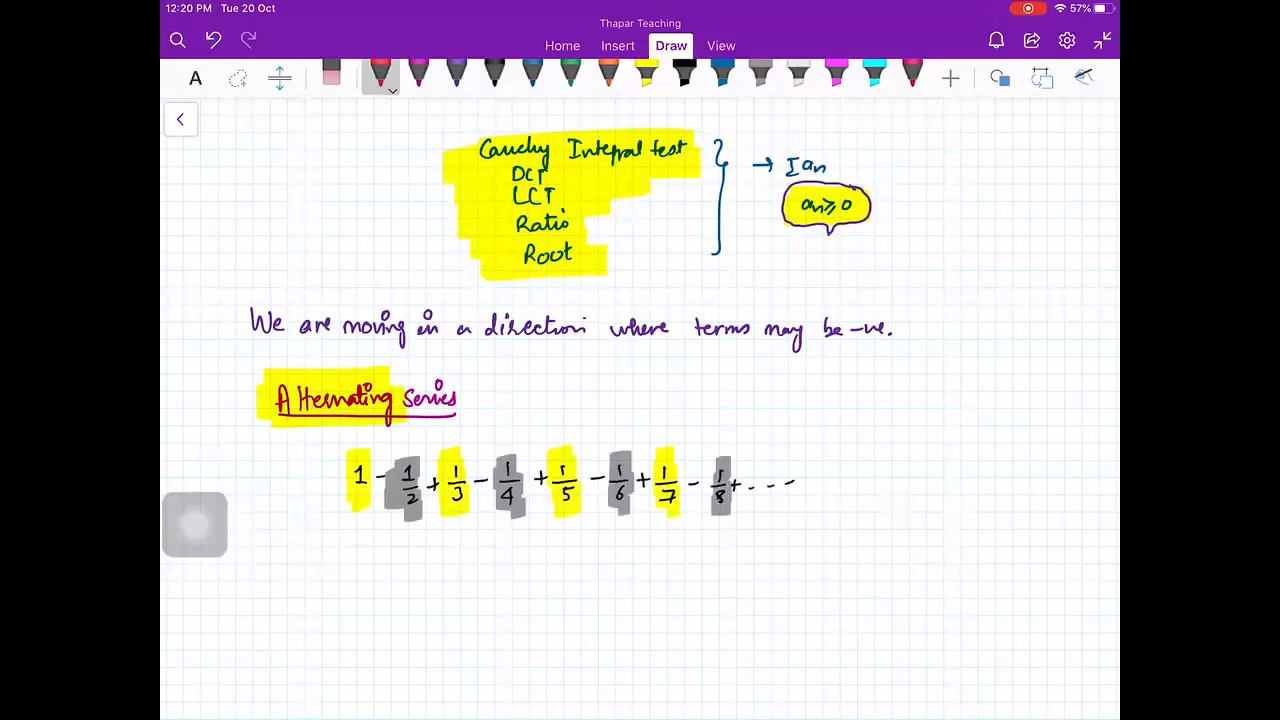 12:20 PM Tue 20 Oct
57%
Thapar Teaching
Home Insert Draw View
A
Cauchy Integral test
DCT
LCT
Ratio
Root
→ Σan
an≥0
We are moving in a direction where terms may be -ve.
Alternating Series
1 - 1/2 + 1/3 - 1/4 + 1/5 - 1/6 + 1/7 - 1/8 + - - -